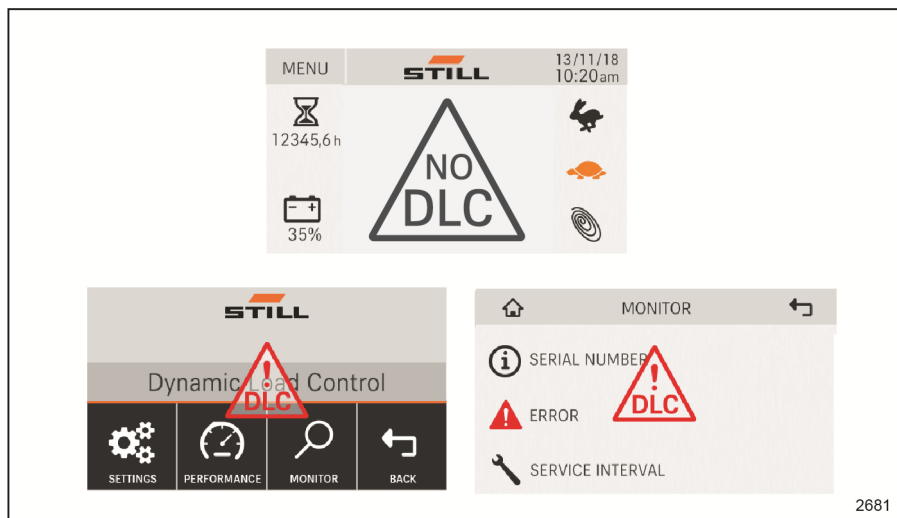 MENU
STILL
13/11/18
10:20am
12345,6 h
35%
NO
DLC
STILL
Dynamic Load Control
DLC
SETTINGS
PERFORMANCE
MONITOR
BACK
MONITOR
SERIAL NUMBER
DLC
ERROR
SERVICE INTERVAL
2681